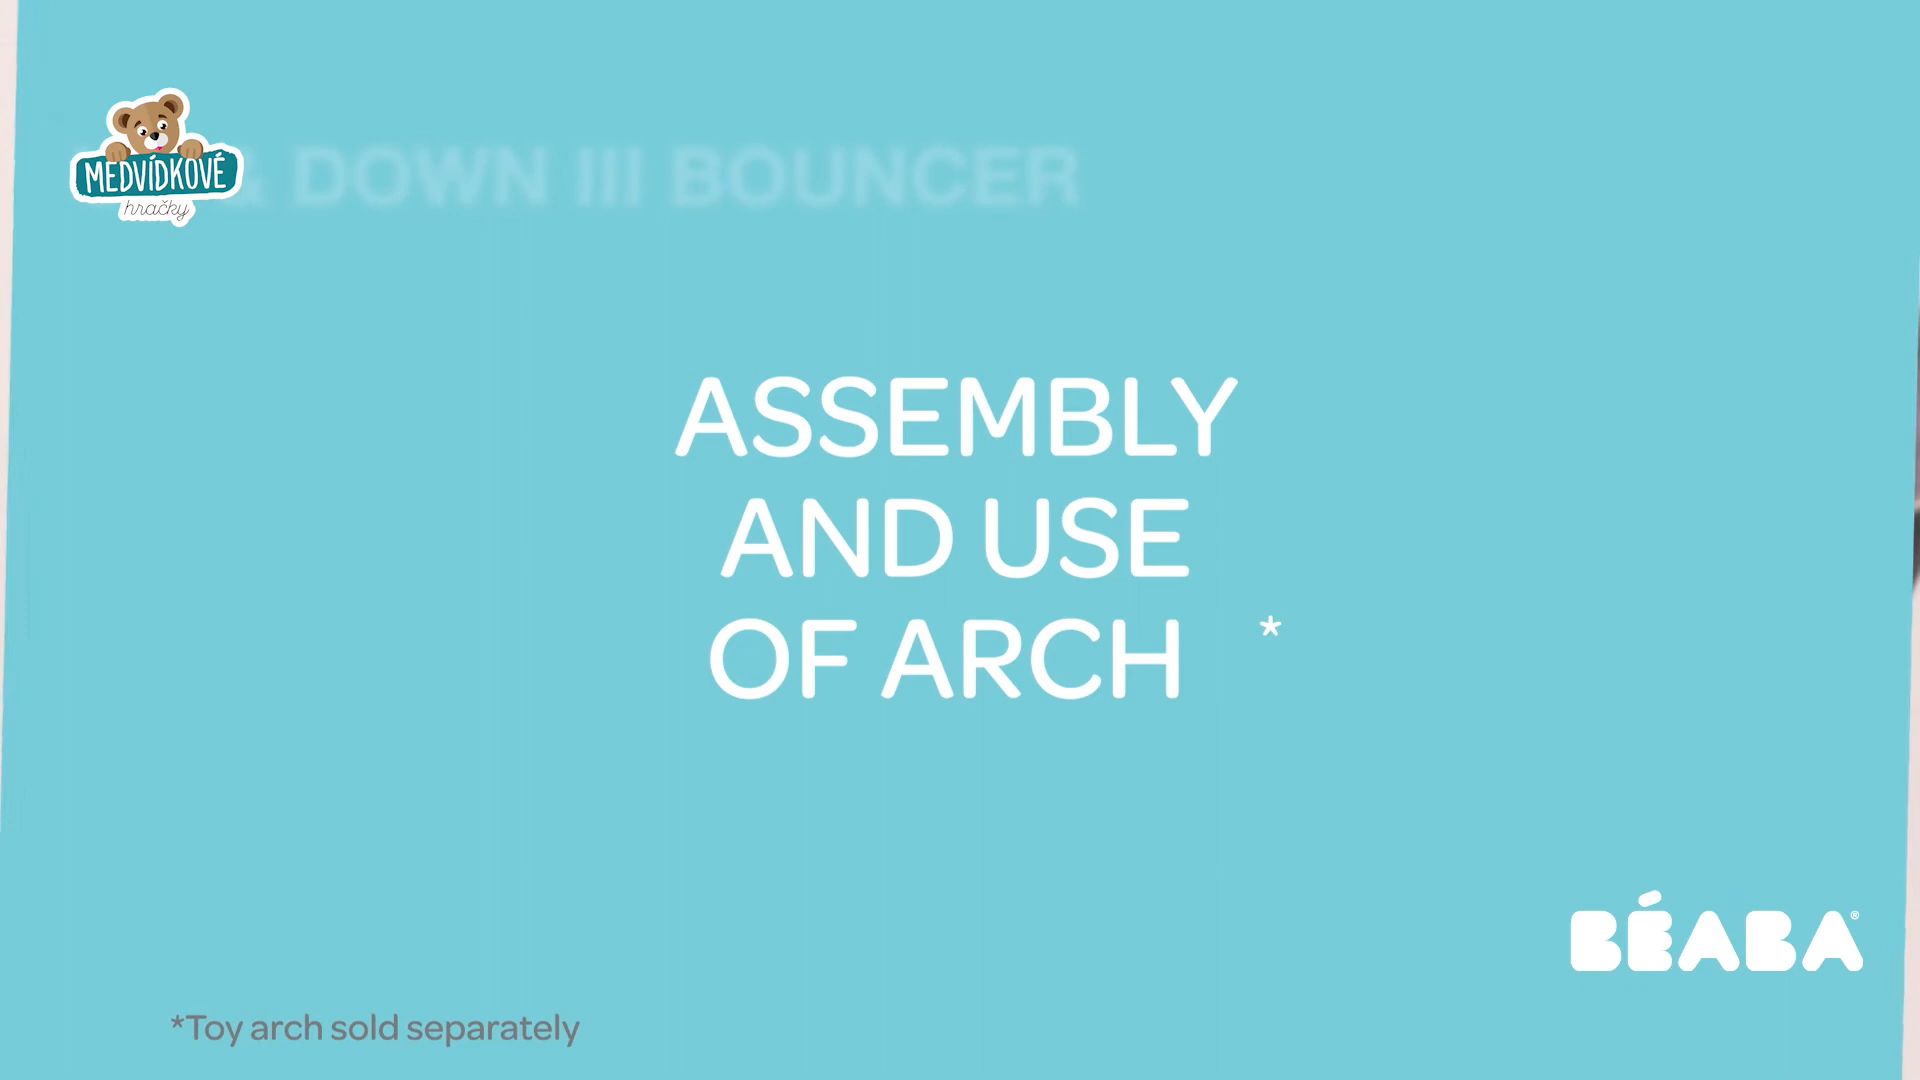 MEDVÍDKOVÉ
hračky
& DOWN III BOUNCER
ASSEMBLY
AND USE
OF ARCH *
BÉABA®
*Toy arch sold separately